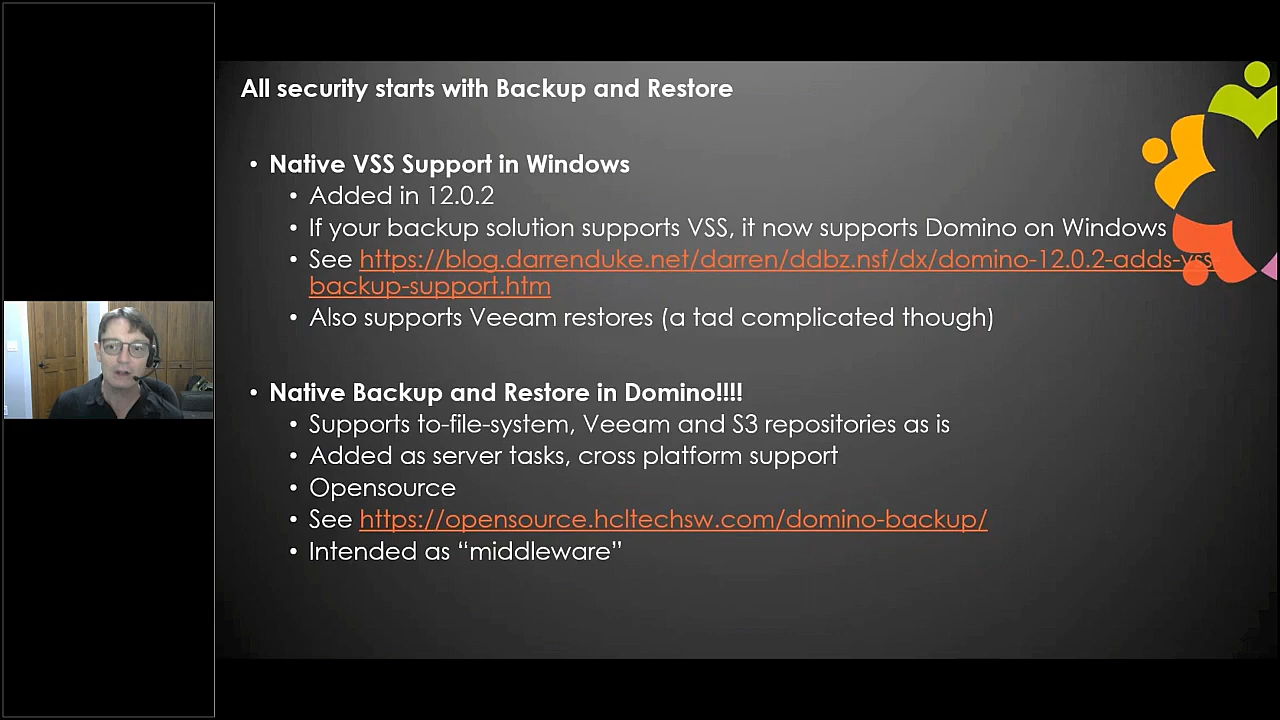 All security starts with Backup and Restore
• Native VSS Support in Windows
• Added in 12.0.2
• If your backup solution supports VSS, it now supports Domino on Windows
• See https://blog.darrenduke.net/darren/ddbz.nsf/dx/domino-12.0.2-adds-vss-
backup-support.htm
• Also supports Veeam restores (a tad complicated though)
• Native Backup and Restore in Domino!!!!
• Supports to-file-system, Veeam and S3 repositories as is
• Added as server tasks, cross platform support
• Opensource
• See https://opensource.hcltechsw.com/domino-backup/
• Intended as “middleware”